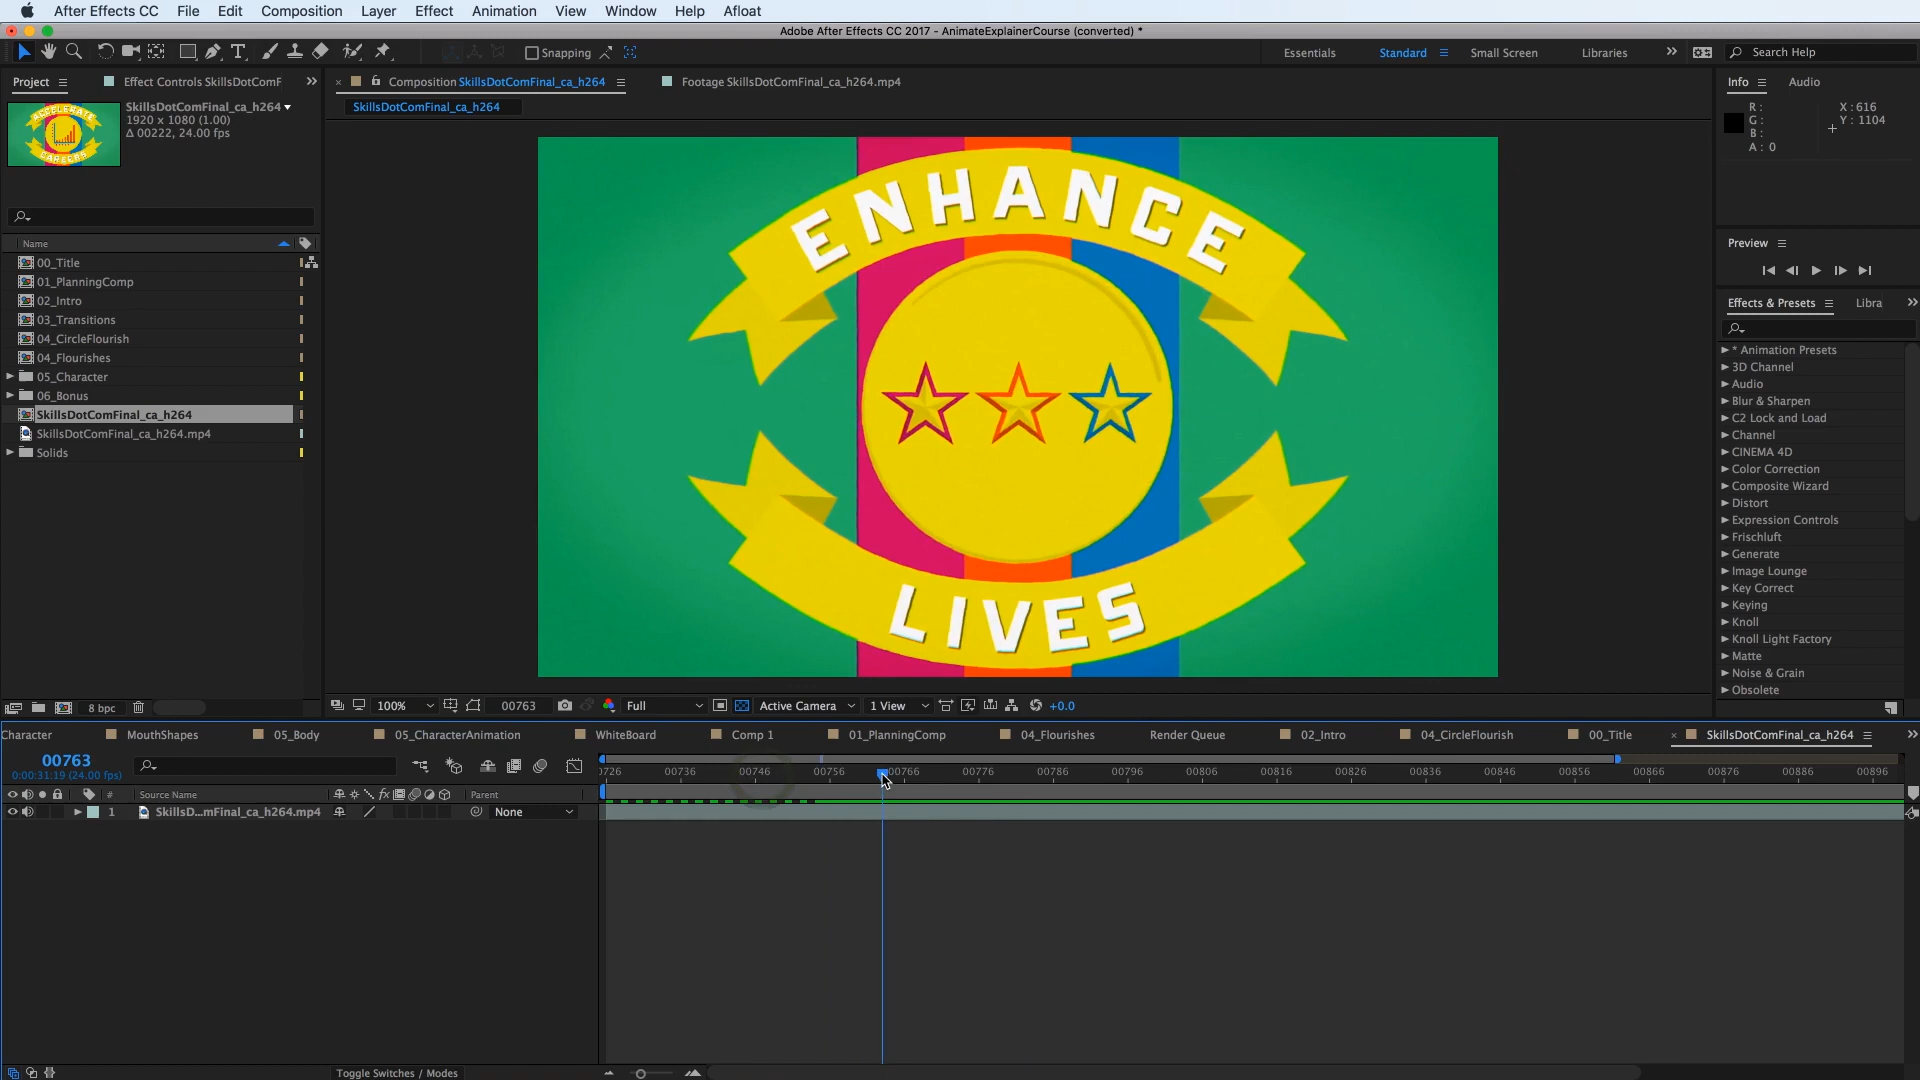 After Effects CC File Edit Composition Layer Effect Animation View Window Help Afloat
Adobe After Effects CC 2017 - AnimateExplainerCourse (converted) *
Snapping Essentials Standard Small Screen Libraries Search Help
Project Effect Controls SkillsDotComF Composition SkillsDotComFinal_ca_h264 Footage SkillsDotComFinal_ca_h264.mp4 Info Audio
SkillsDotComFinal_ca_h264
SkillsDotComFinal_ca_h264
1920 x 1080 (1.00)
Δ 00222, 24.00 fps
ACCELERATE
CAREERS
R :
G :
B :
A : 0
X : 616
Y : 1104
Name
00_Title
01_PlanningComp
02_Intro
03_Transitions
04_CircleFlourish
04_Flourishes
05_Character
06_Bonus
SkillsDotComFinal_ca_h264
SkillsDotComFinal_ca_h264.mp4
Solids
8 bpc
ENHANCE
LIVES
100% 00763 Full Active Camera 1 View +0.0
Preview
Effects & Presets Libra
* Animation Presets
3D Channel
Audio
Blur & Sharpen
C2 Lock and Load
Channel
CINEMA 4D
Color Correction
Composite Wizard
Distort
Expression Controls
Frischluft
Generate
Image Lounge
Key Correct
Keying
Knoll
Knoll Light Factory
Matte
Noise & Grain
Obsolete
Character MouthShapes 05_Body 05_CharacterAnimation WhiteBoard Comp 1 01_PlanningComp 04_Flourishes Render Queue 02_Intro 04_CircleFlourish 00_Title SkillsDotComFinal_ca_h264
00763
0:00:31:19 (24.00 fps)
0726 00736 00746 00756 00766 00776 00786 00796 00806 00816 00826 00836 00846 00856 00866 00876 00886 00896
# Source Name Parent
1 SkillsD...mFinal_ca_h264.mp4 None
Toggle Switches / Modes